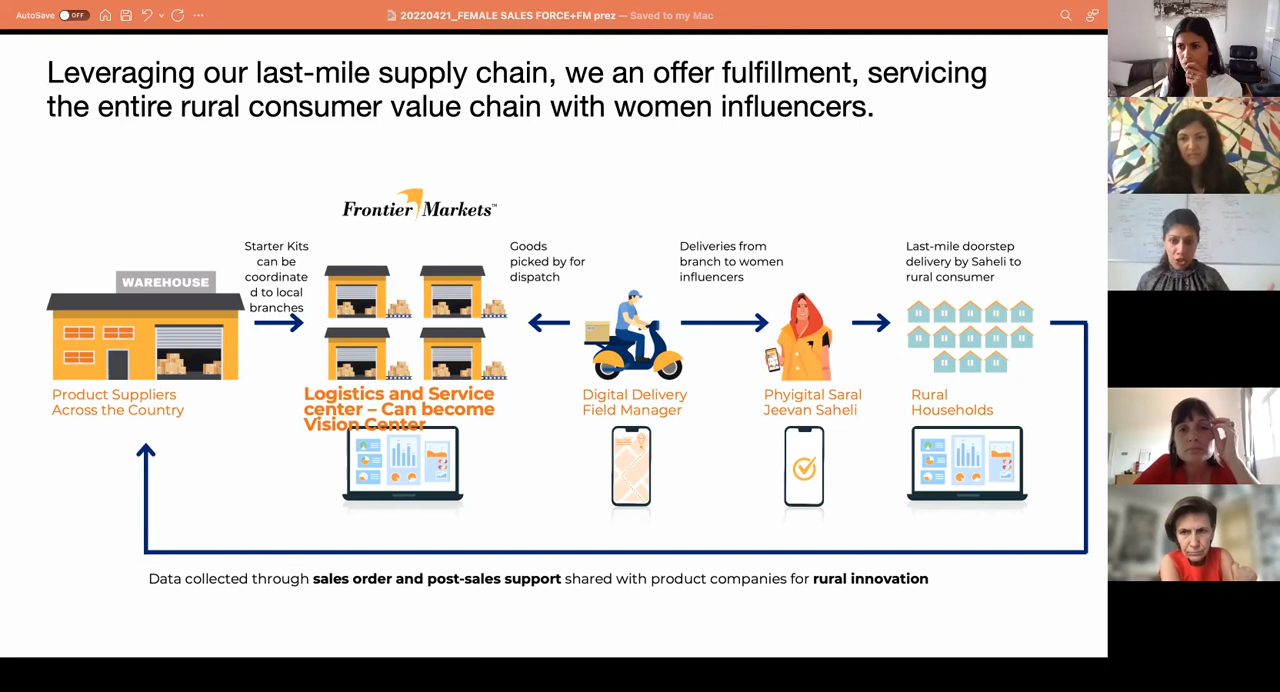 AutoSave OFF
20220421_FEMALE SALES FORCE+FM prez — Saved to my Mac
Leveraging our last-mile supply chain, we an offer fulfillment, servicing
the entire rural consumer value chain with women influencers.
Frontier Markets™
Starter Kits
can be
coordinate
d to local
branches
Goods
picked by for
dispatch
Deliveries from
branch to women
influencers
Last-mile doorstep
delivery by Saheli to
rural consumer
WAREHOUSE
Product Suppliers
Across the Country
Logistics and Service
center – Can become
Vision Center
Digital Delivery
Field Manager
Phyigital Saral
Jeevan Saheli
Rural
Households
Data collected through sales order and post-sales support shared with product companies for rural innovation